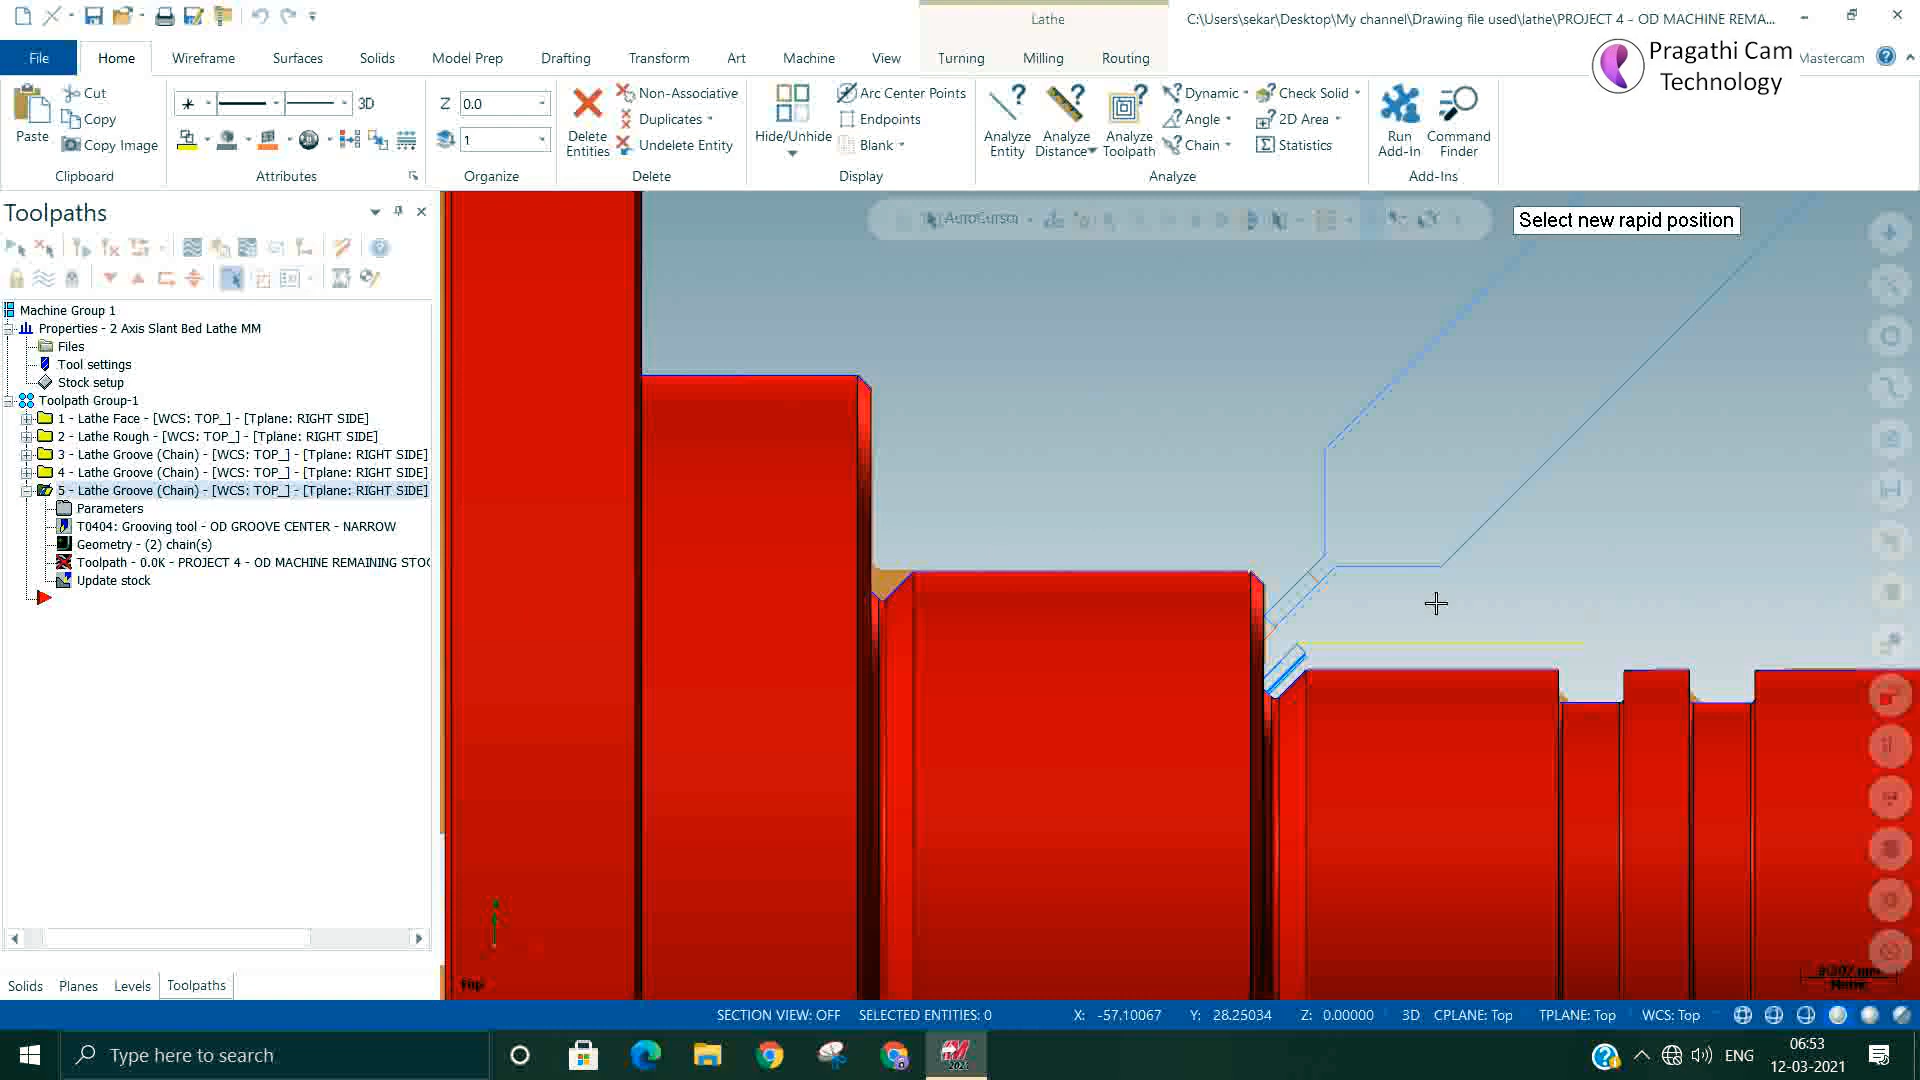 Lathe
C:\Users\sekar\Desktop\My channel\Drawing file used\lathe\PROJECT 4 - OD MACHINE REMA...
File
Home
Wireframe
Surfaces
Solids
Model Prep
Drafting
Transform
Art
Machine
View
Turning
Milling
Routing
Pragathi Cam
Technology
Mastercam
Paste
Cut
Copy
Copy Image
Clipboard
3D
Attributes
Z 0.0
1
Organize
Delete
Entities
Non-Associative
Duplicates
Undelete Entity
Delete
Hide/Unhide
Arc Center Points
Endpoints
Blank
Display
Analyze
Entity
Analyze
Distance
Analyze
Toolpath
Dynamic
Angle
Chain
Check Solid
2D Area
Statistics
Analyze
Run
Add-In
Command
Finder
Add-Ins
Toolpaths
AutoCursor
Select new rapid position
Machine Group 1
Properties - 2 Axis Slant Bed Lathe MM
Files
Tool settings
Stock setup
Toolpath Group-1
1 - Lathe Face - [WCS: TOP_] - [Tplane: RIGHT SIDE]
2 - Lathe Rough - [WCS: TOP_] - [Tplane: RIGHT SIDE]
3 - Lathe Groove (Chain) - [WCS: TOP_] - [Tplane: RIGHT SIDE]
4 - Lathe Groove (Chain) - [WCS: TOP_] - [Tplane: RIGHT SIDE]
5 - Lathe Groove (Chain) - [WCS: TOP_] - [Tplane: RIGHT SIDE]
Parameters
T0404: Grooving tool - OD GROOVE CENTER - NARROW
Geometry - (2) chain(s)
Toolpath - 0.0K - PROJECT 4 - OD MACHINE REMAINING STOC
Update stock
Top
Solids
Planes
Levels
Toolpaths
SECTION VIEW: OFF
SELECTED ENTITIES: 0
X: -57.10067
Y: 28.25034
Z: 0.00000
3D
CPLANE: Top
TPLANE: Top
WCS: Top
Type here to search
ENG
06:53
12-03-2021